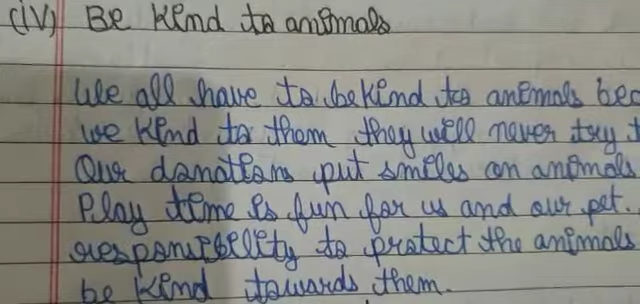 (iv) Be kind to animals
We all have to be kind to animals bec
we kind to them they will never try t
Our donations put smiles on animals
Play time is fun for us and our pet.
responsibility to protect the animals
be kind towards them.